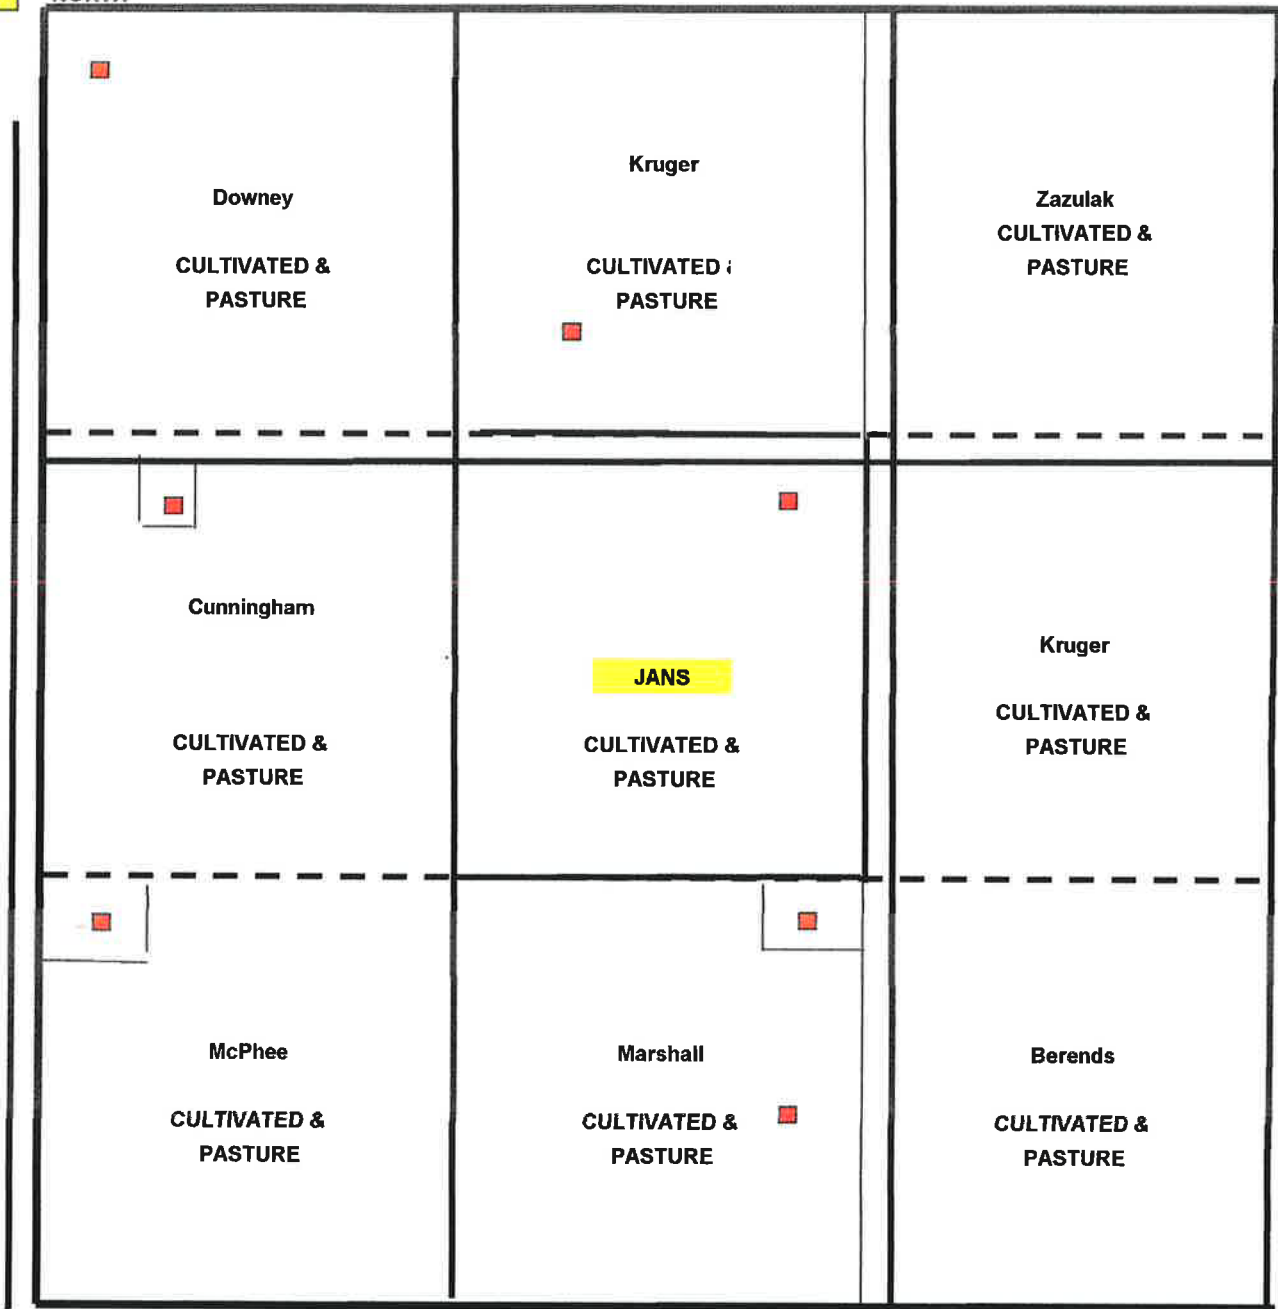 Downey
CULTIVATED &
PASTURE
Kruger
CULTIVATED
PASTURE
Zazulak
CULTIVATED &
PASTURE
Cunningham
CULTIVATED &
PASTURE
JANS
CULTIVATED &
PASTURE
Kruger
CULTIVATED &
PASTURE
McPhee
CULTIVATED &
PASTURE
Marshall
CULTIVATED &
PASTURE
Berends
CULTIVATED &
PASTURE